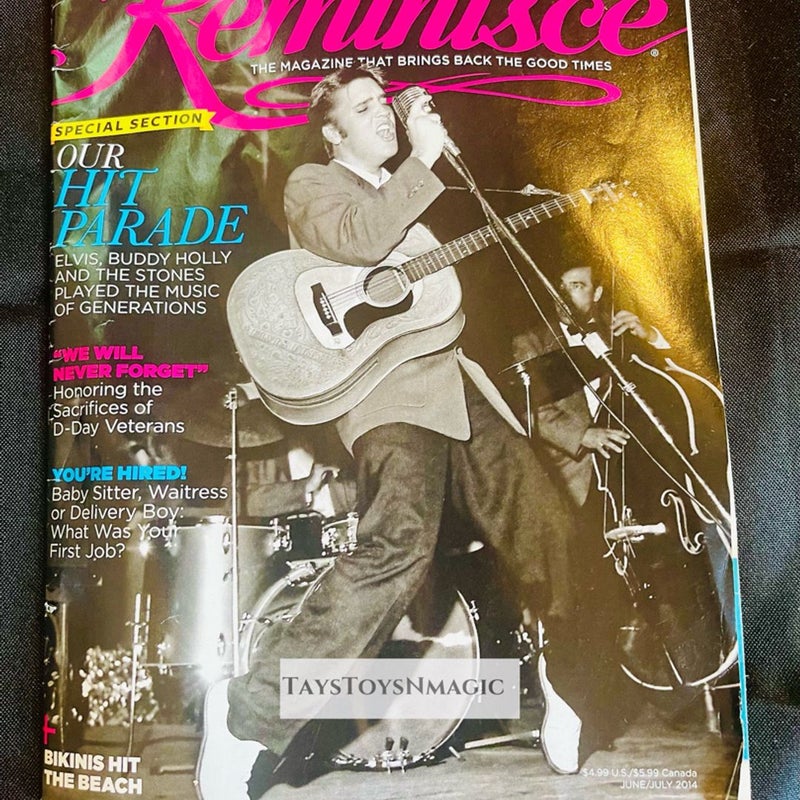 Reminisce®
THE MAGAZINE THAT BRINGS BACK THE GOOD TIMES
SPECIAL SECTION
OUR
HIT
PARADE
ELVIS, BUDDY HOLLY
AND THE STONES
PLAYED THE MUSIC
OF GENERATIONS
“WE WILL
NEVER FORGET”
Honoring the
Sacrifices of
D-Day Veterans
YOU'RE HIRED!
Baby Sitter, Waitress
or Delivery Boy:
What Was Your
First Job?
TAYSTOYSNMAGIC
+
BIKINIS HIT
THE BEACH
$4.99 U.S./$5.99 Canada
JUNE/JULY 2014